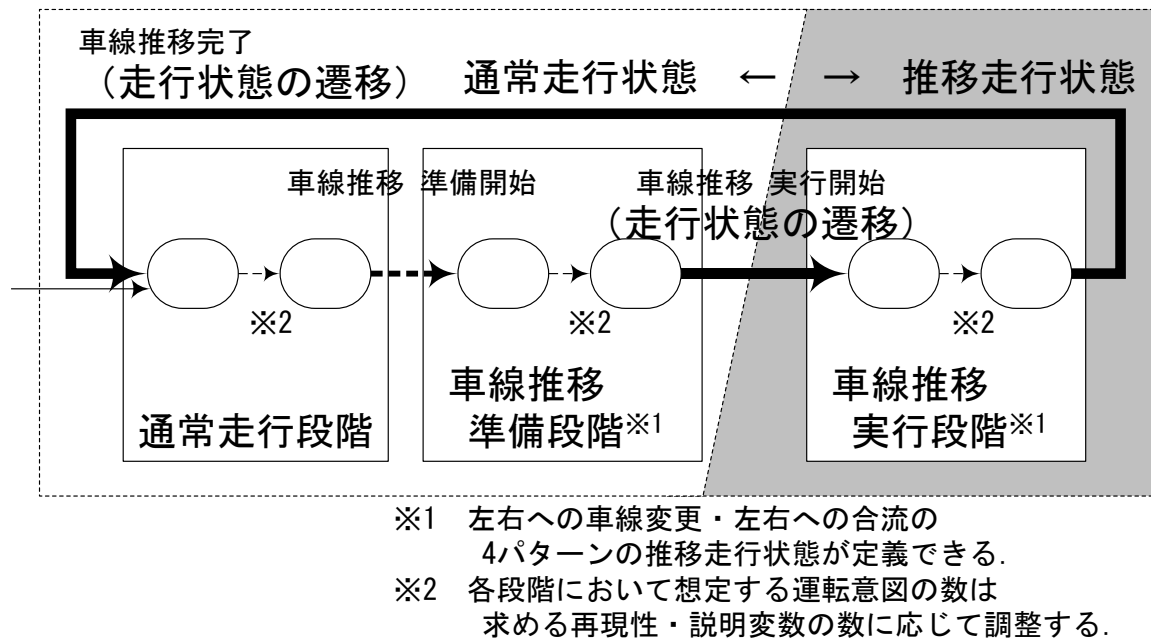 車線推移完了
（走行状態の遷移）
通常走行状態 ← → 推移走行状態
車線推移 準備開始
車線推移 実行開始
（走行状態の遷移）
※2
※2
※2
通常走行段階
車線推移
準備段階※1
車線推移
実行段階※1
※1 左右への車線変更・左右への合流の
4パターンの推移走行状態が定義できる.
※2 各段階において想定する運転意図の数は
求める再現性・説明変数の数に応じて調整する.